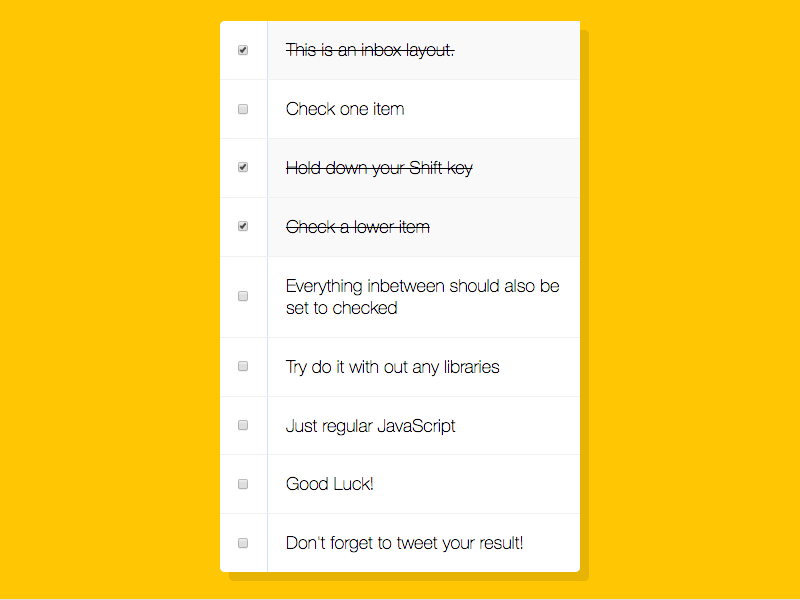 This is an inbox layout.
Check one item
Hold down your Shift key
Check a lower item
Everything inbetween should also be
set to checked
Try do it with out any libraries
Just regular JavaScript
Good Luck!
Don't forget to tweet your result!